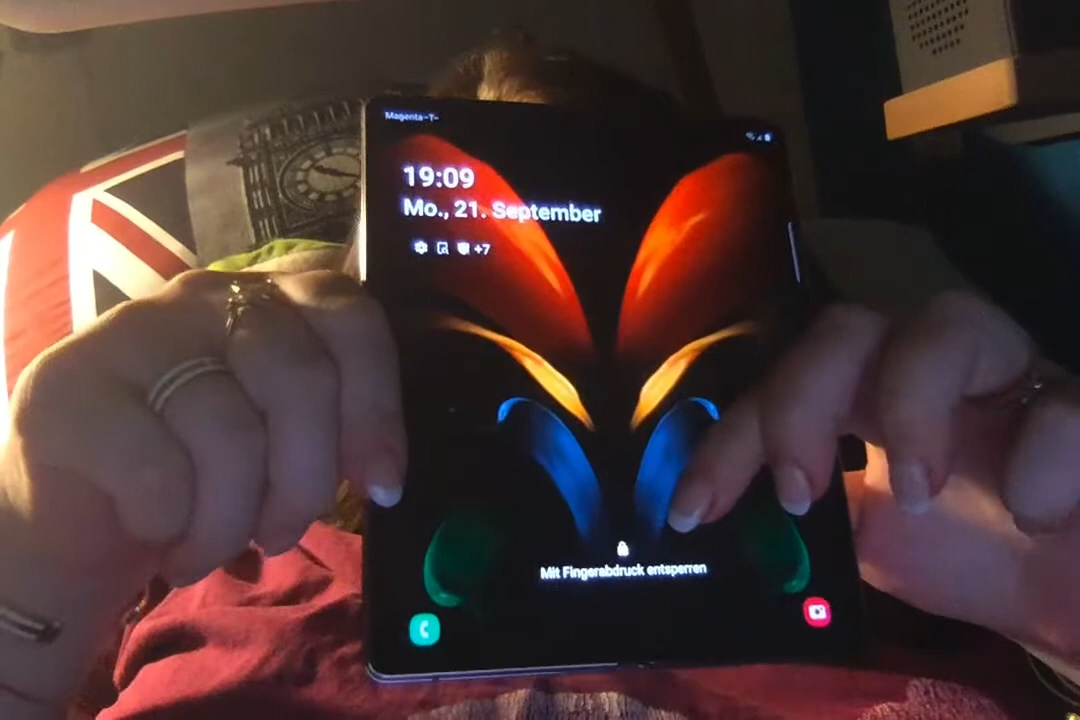 Magenta-T-
19:09
Mo., 21. September
+7
Mit Fingerabdruck entsperren